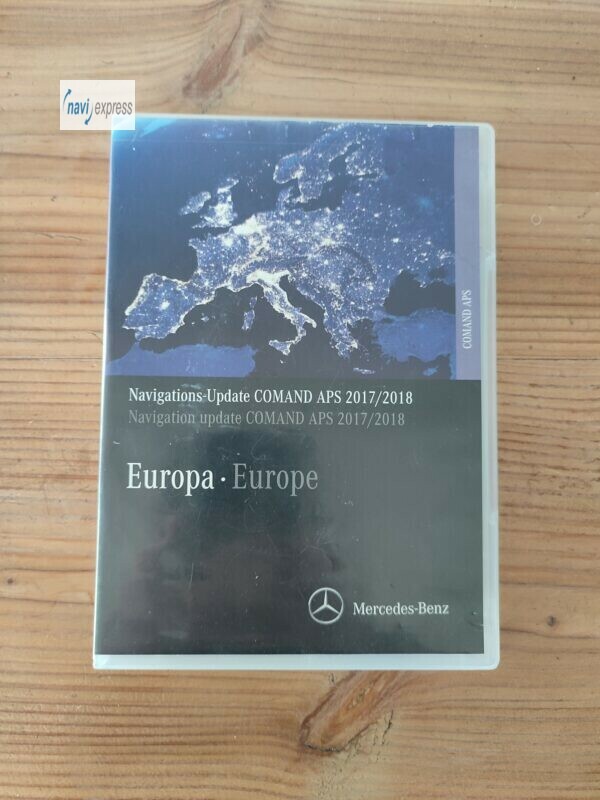 navi express
COMAND APS
Navigations-Update COMAND APS 2017/2018
Navigation update COMAND APS 2017/2018
Europa · Europe
Mercedes-Benz